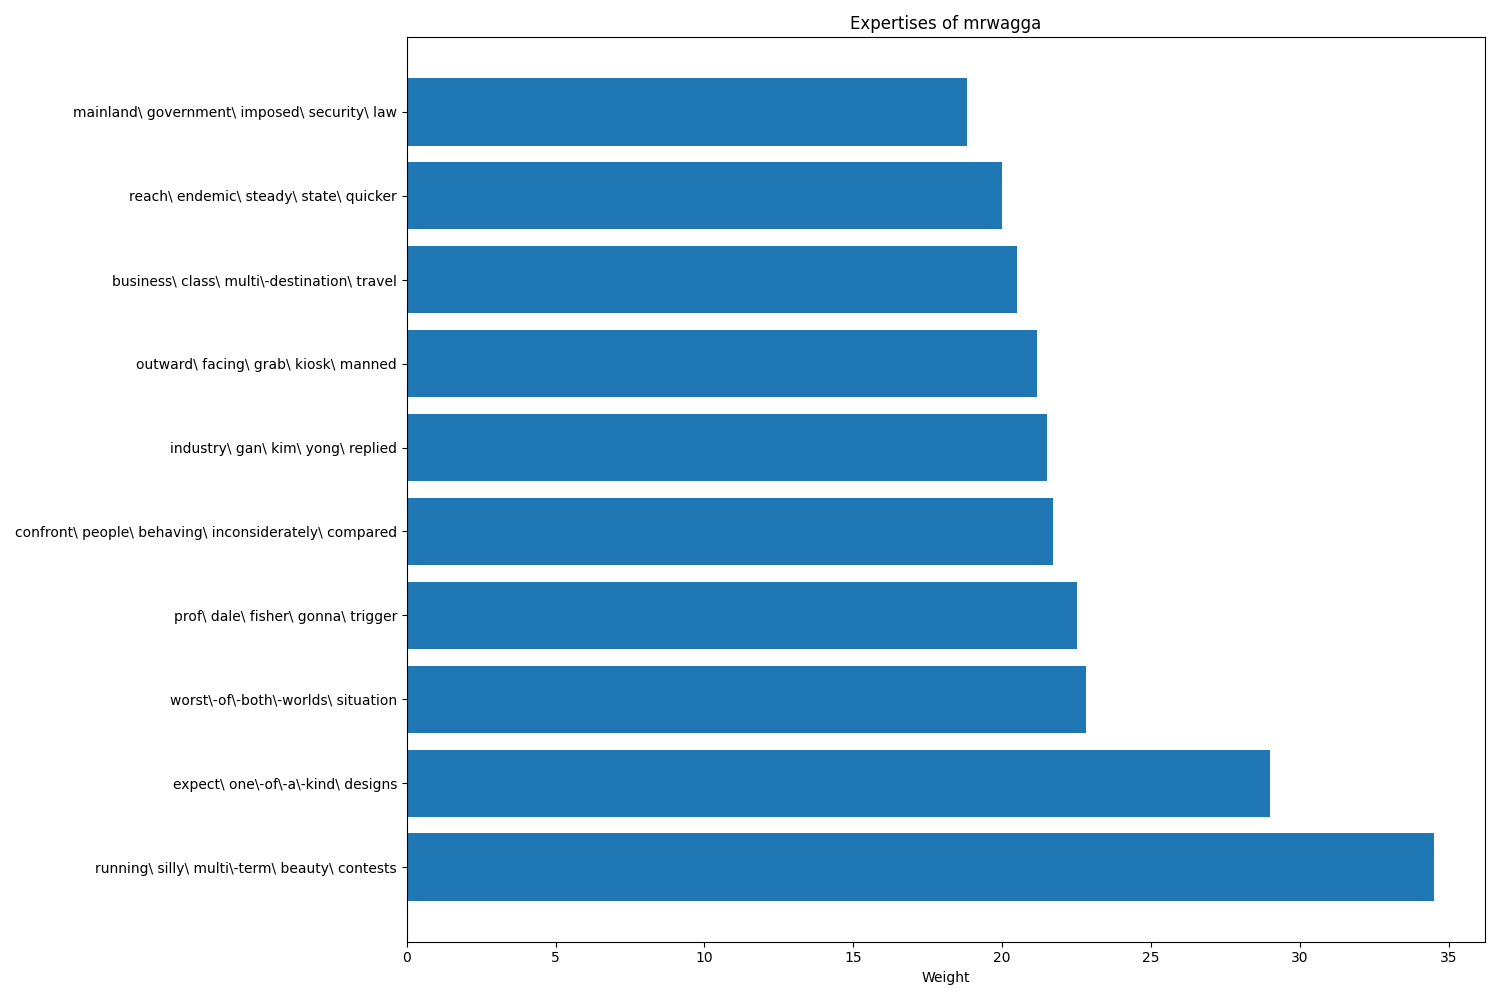 Expertises of mrwagga
mainland\ government\ imposed\ security\ law
reach\ endemic\ steady\ state\ quicker
business\ class\ multi\-destination\ travel
outward\ facing\ grab\ kiosk\ manned
industry\ gan\ kim\ yong\ replied
confront\ people\ behaving\ inconsiderately\ compared
prof\ dale\ fisher\ gonna\ trigger
worst\-of\-both\-worlds\ situation
expect\ one\-of\-a\-kind\ designs
running\ silly\ multi\-term\ beauty\ contests
0 5 10 15 20 25 30 35
Weight